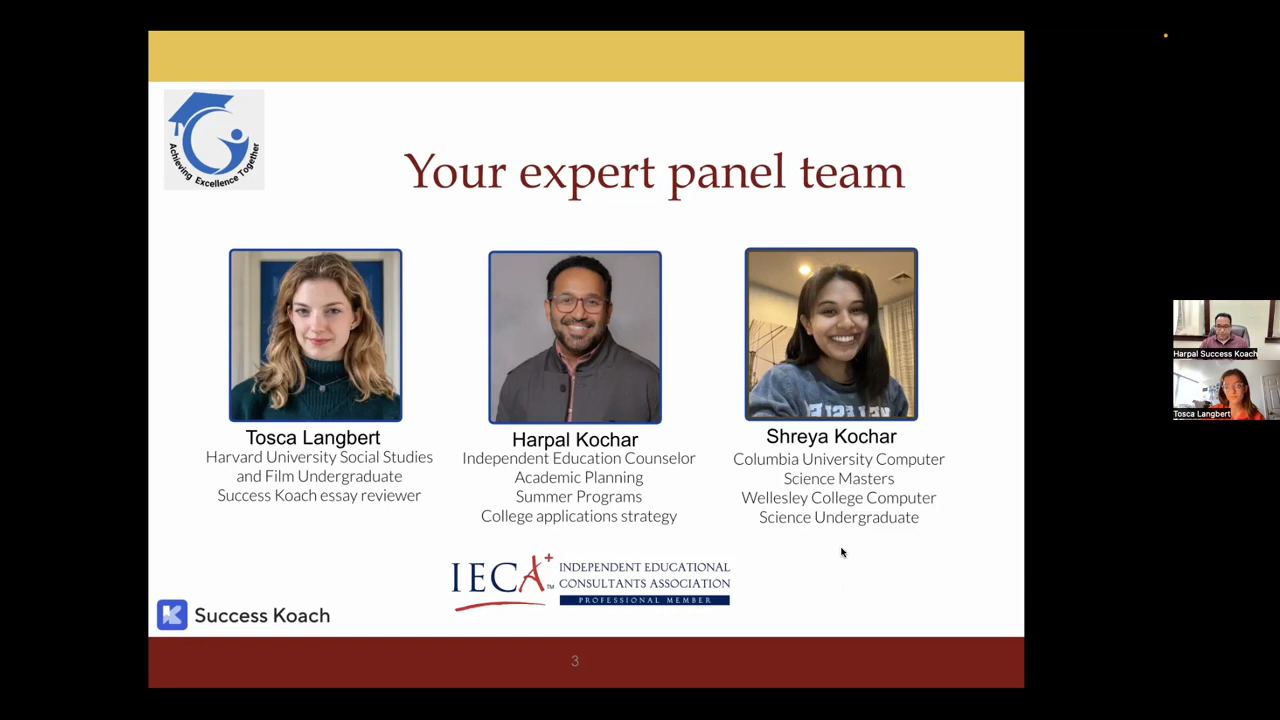 Achieving Excellence Together
Your expert panel team
Tosca Langbert
Harvard University Social Studies
and Film Undergraduate
Success Koach essay reviewer
Harpal Kochar
Independent Education Counselor
Academic Planning
Summer Programs
College applications strategy
Shreya Kochar
Columbia University Computer
Science Masters
Wellesley College Computer
Science Undergraduate
IECA+™
INDEPENDENT EDUCATIONAL
CONSULTANTS ASSOCIATION
PROFESSIONAL MEMBER
Success Koach
3
Harpal Success Koach
Tosca Langbert